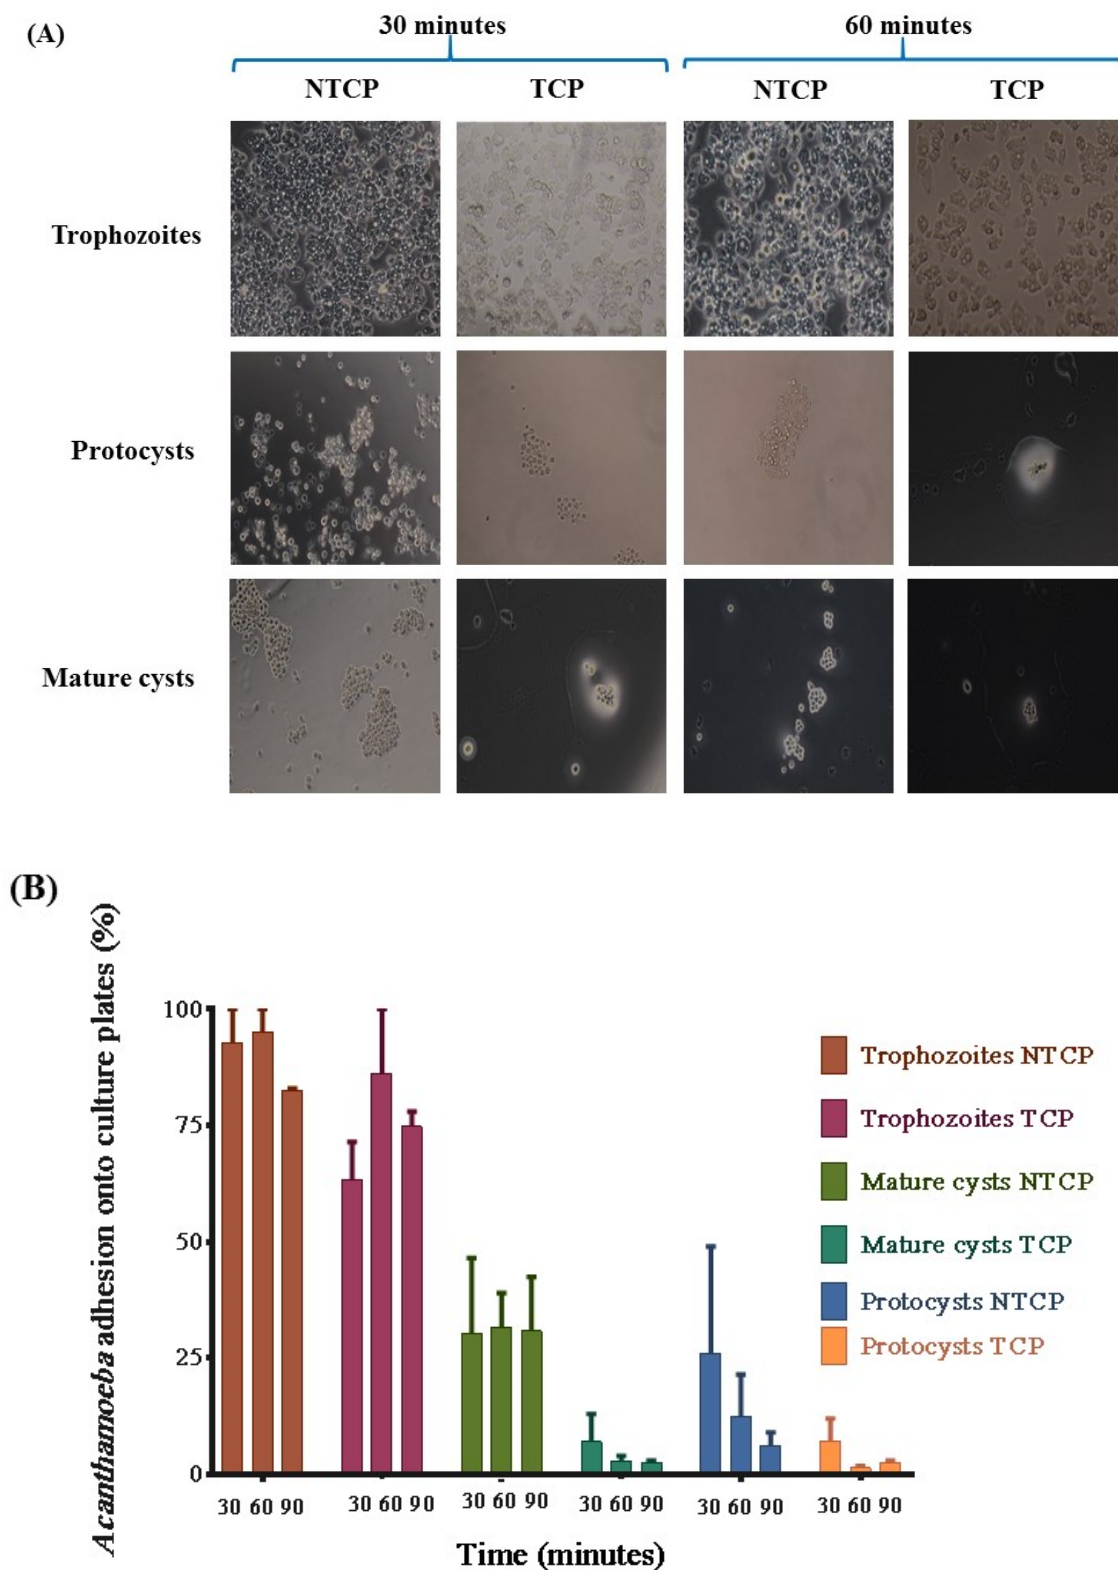 (A)
30 minutes
60 minutes
NTCP
TCP
NTCP
TCP
Trophozoites
Protocysts
Mature cysts
(B)
Acanthamoeba adhesion onto culture plates (%)
100
75
50
25
0
Trophozoites NTCP
Trophozoites TCP
Mature cysts NTCP
Mature cysts TCP
Protocysts NTCP
Protocysts TCP
30 60 90
30 60 90
30 60 90
30 60 90
30 60 90
30 60 90
Time (minutes)